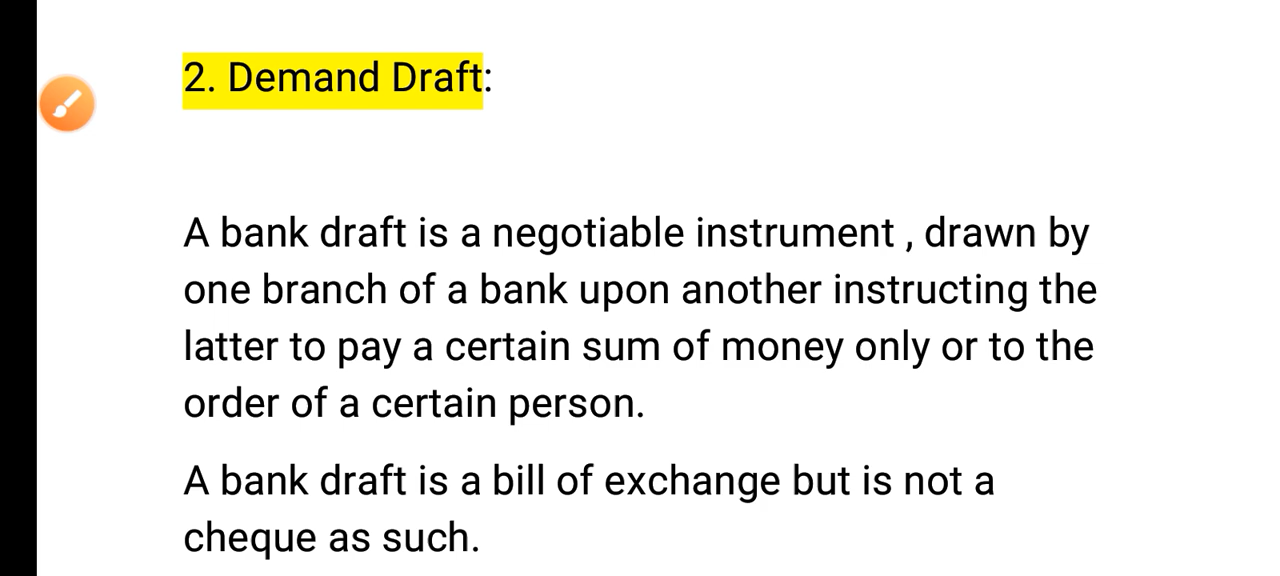 2. Demand Draft:
A bank draft is a negotiable instrument , drawn by
one branch of a bank upon another instructing the
latter to pay a certain sum of money only or to the
order of a certain person.
A bank draft is a bill of exchange but is not a
cheque as such.